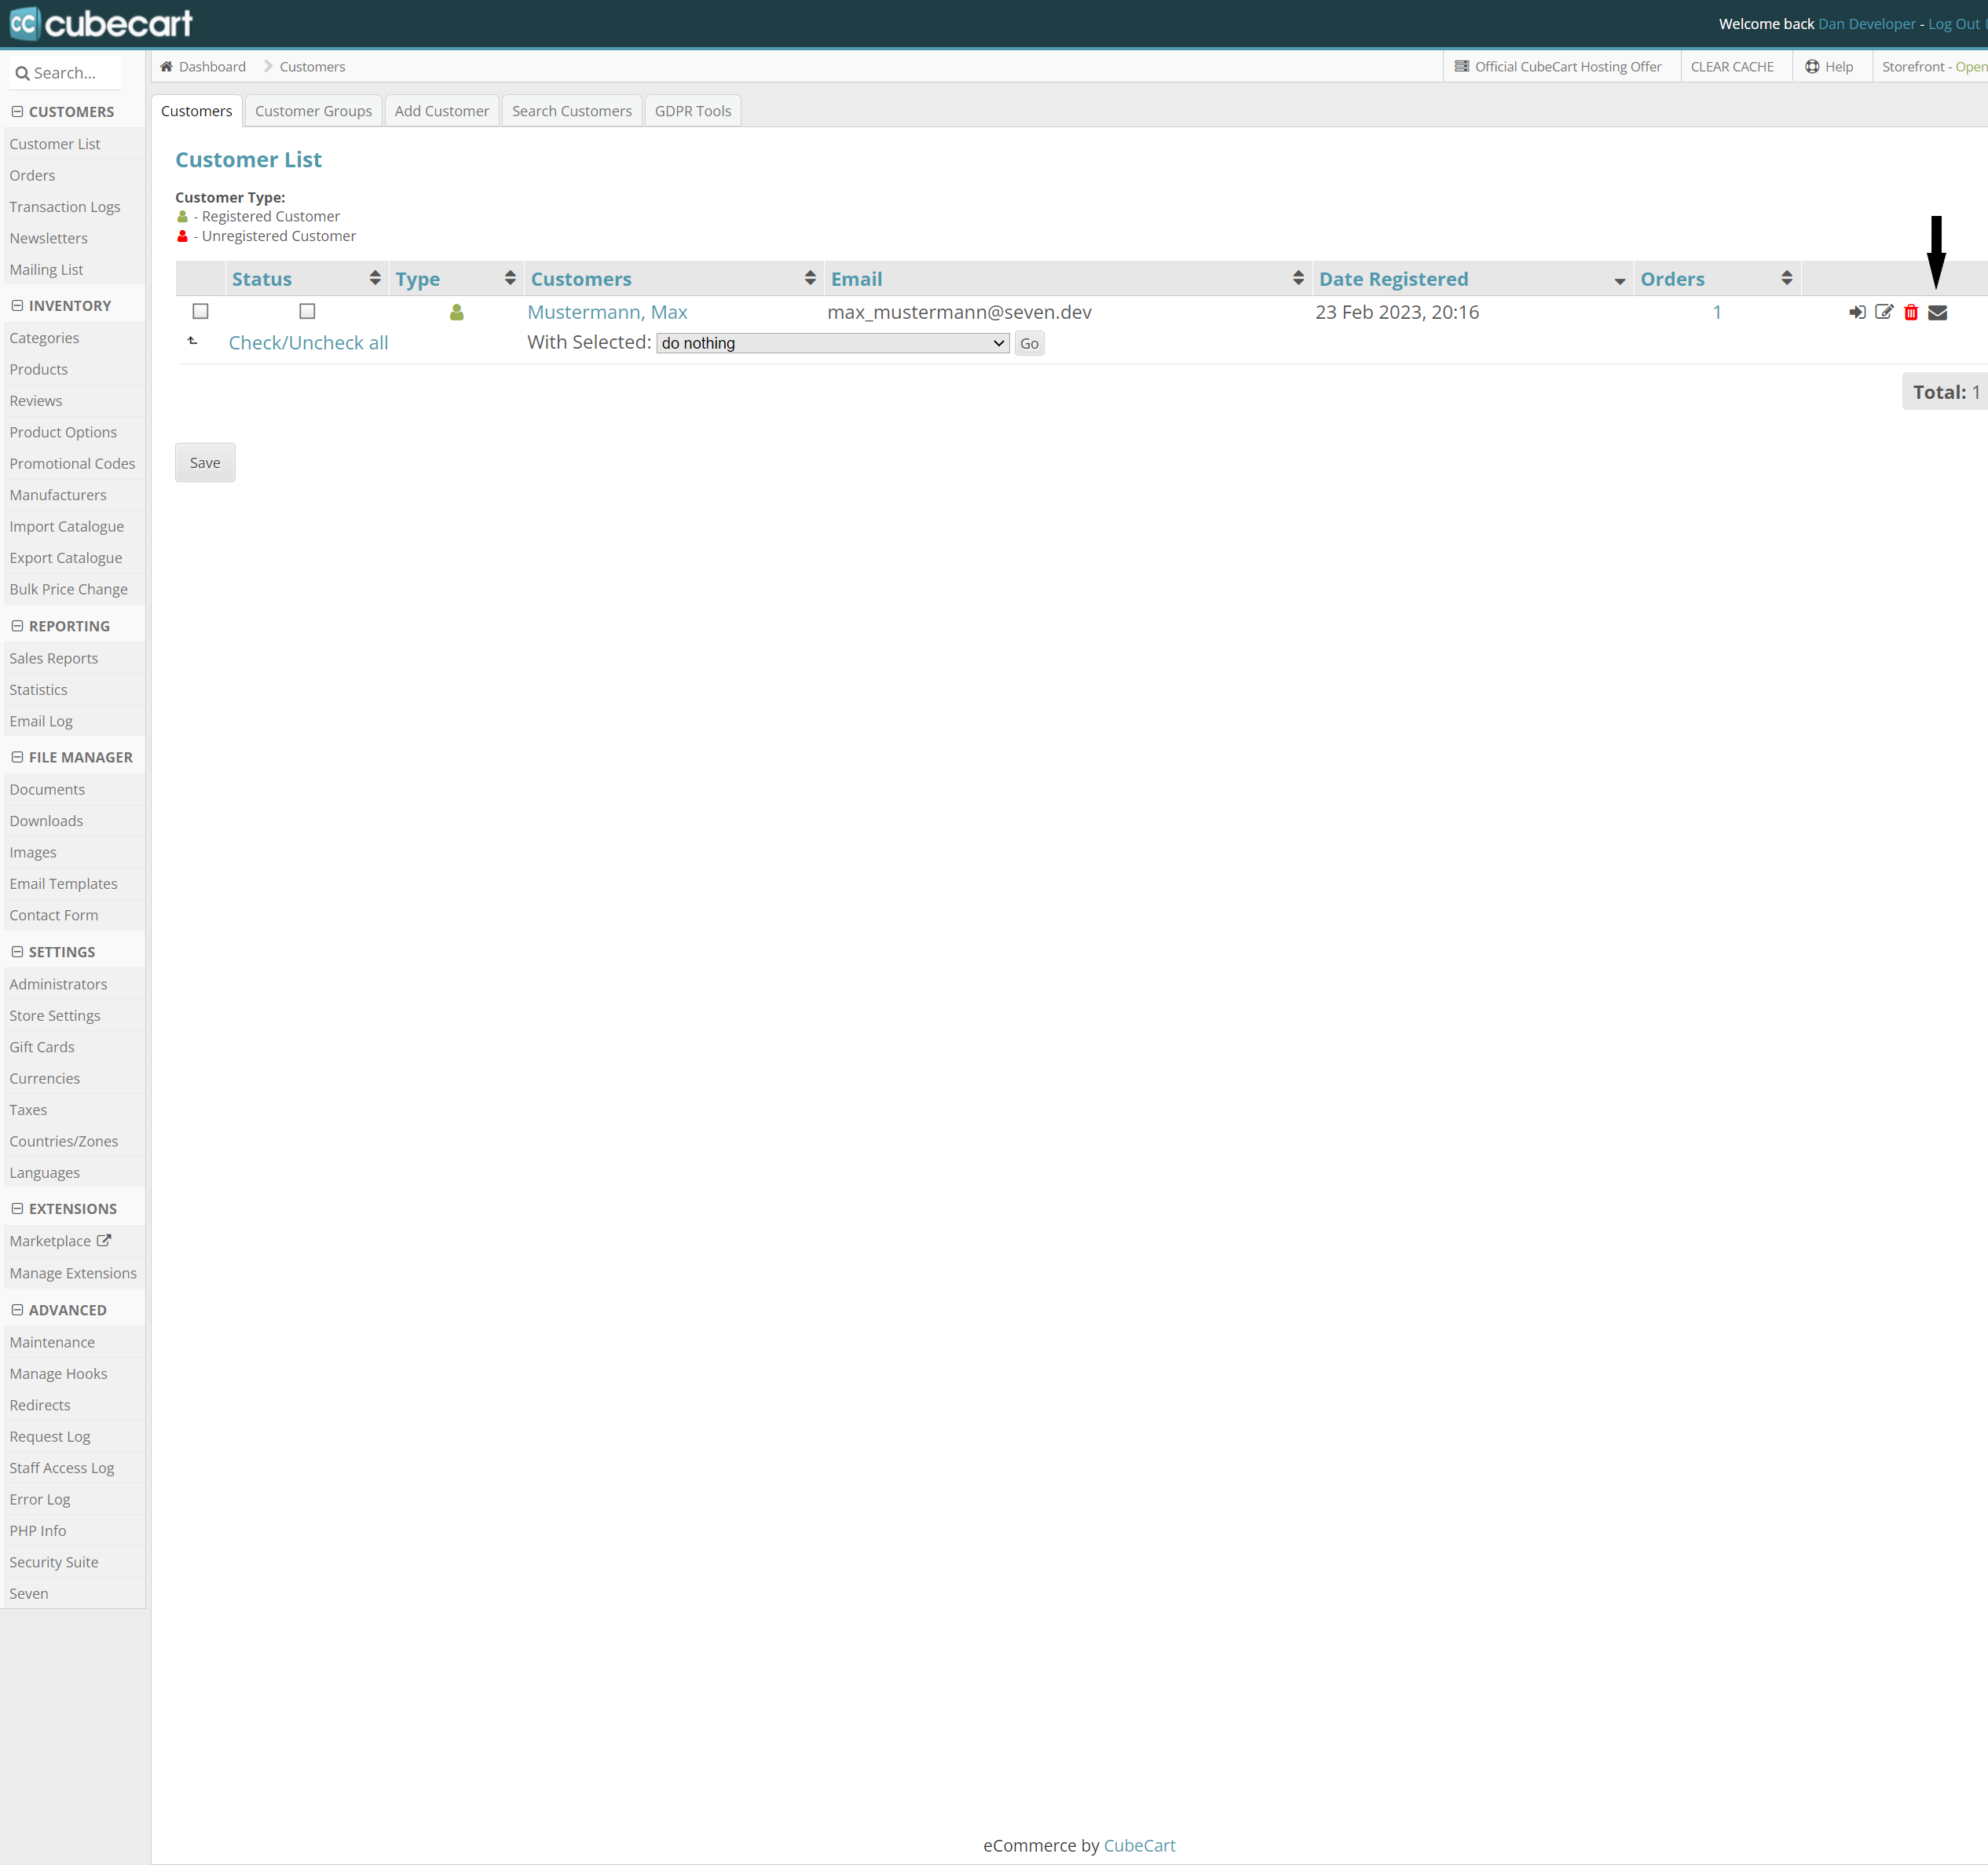 cubecart
Welcome back Dan Developer - Log Out
Search...
Dashboard
Customers
Official CubeCart Hosting Offer
CLEAR CACHE
Help
Storefront - Open
CUSTOMERS
Customer List
Orders
Transaction Logs
Newsletters
Mailing List
INVENTORY
Categories
Products
Reviews
Product Options
Promotional Codes
Manufacturers
Import Catalogue
Export Catalogue
Bulk Price Change
REPORTING
Sales Reports
Statistics
Email Log
FILE MANAGER
Documents
Downloads
Images
Email Templates
Contact Form
SETTINGS
Administrators
Store Settings
Gift Cards
Currencies
Taxes
Countries/Zones
Languages
EXTENSIONS
Marketplace
Manage Extensions
ADVANCED
Maintenance
Manage Hooks
Redirects
Request Log
Staff Access Log
Error Log
PHP Info
Security Suite
Seven
Customers
Customer Groups
Add Customer
Search Customers
GDPR Tools
Customer List
Customer Type:
- Registered Customer
- Unregistered Customer
Status Type Customers Email Date Registered Orders
Mustermann, Max max_mustermann@seven.dev 23 Feb 2023, 20:16 1
Check/Uncheck all With Selected: do nothing Go
Total: 1
Save
eCommerce by CubeCart